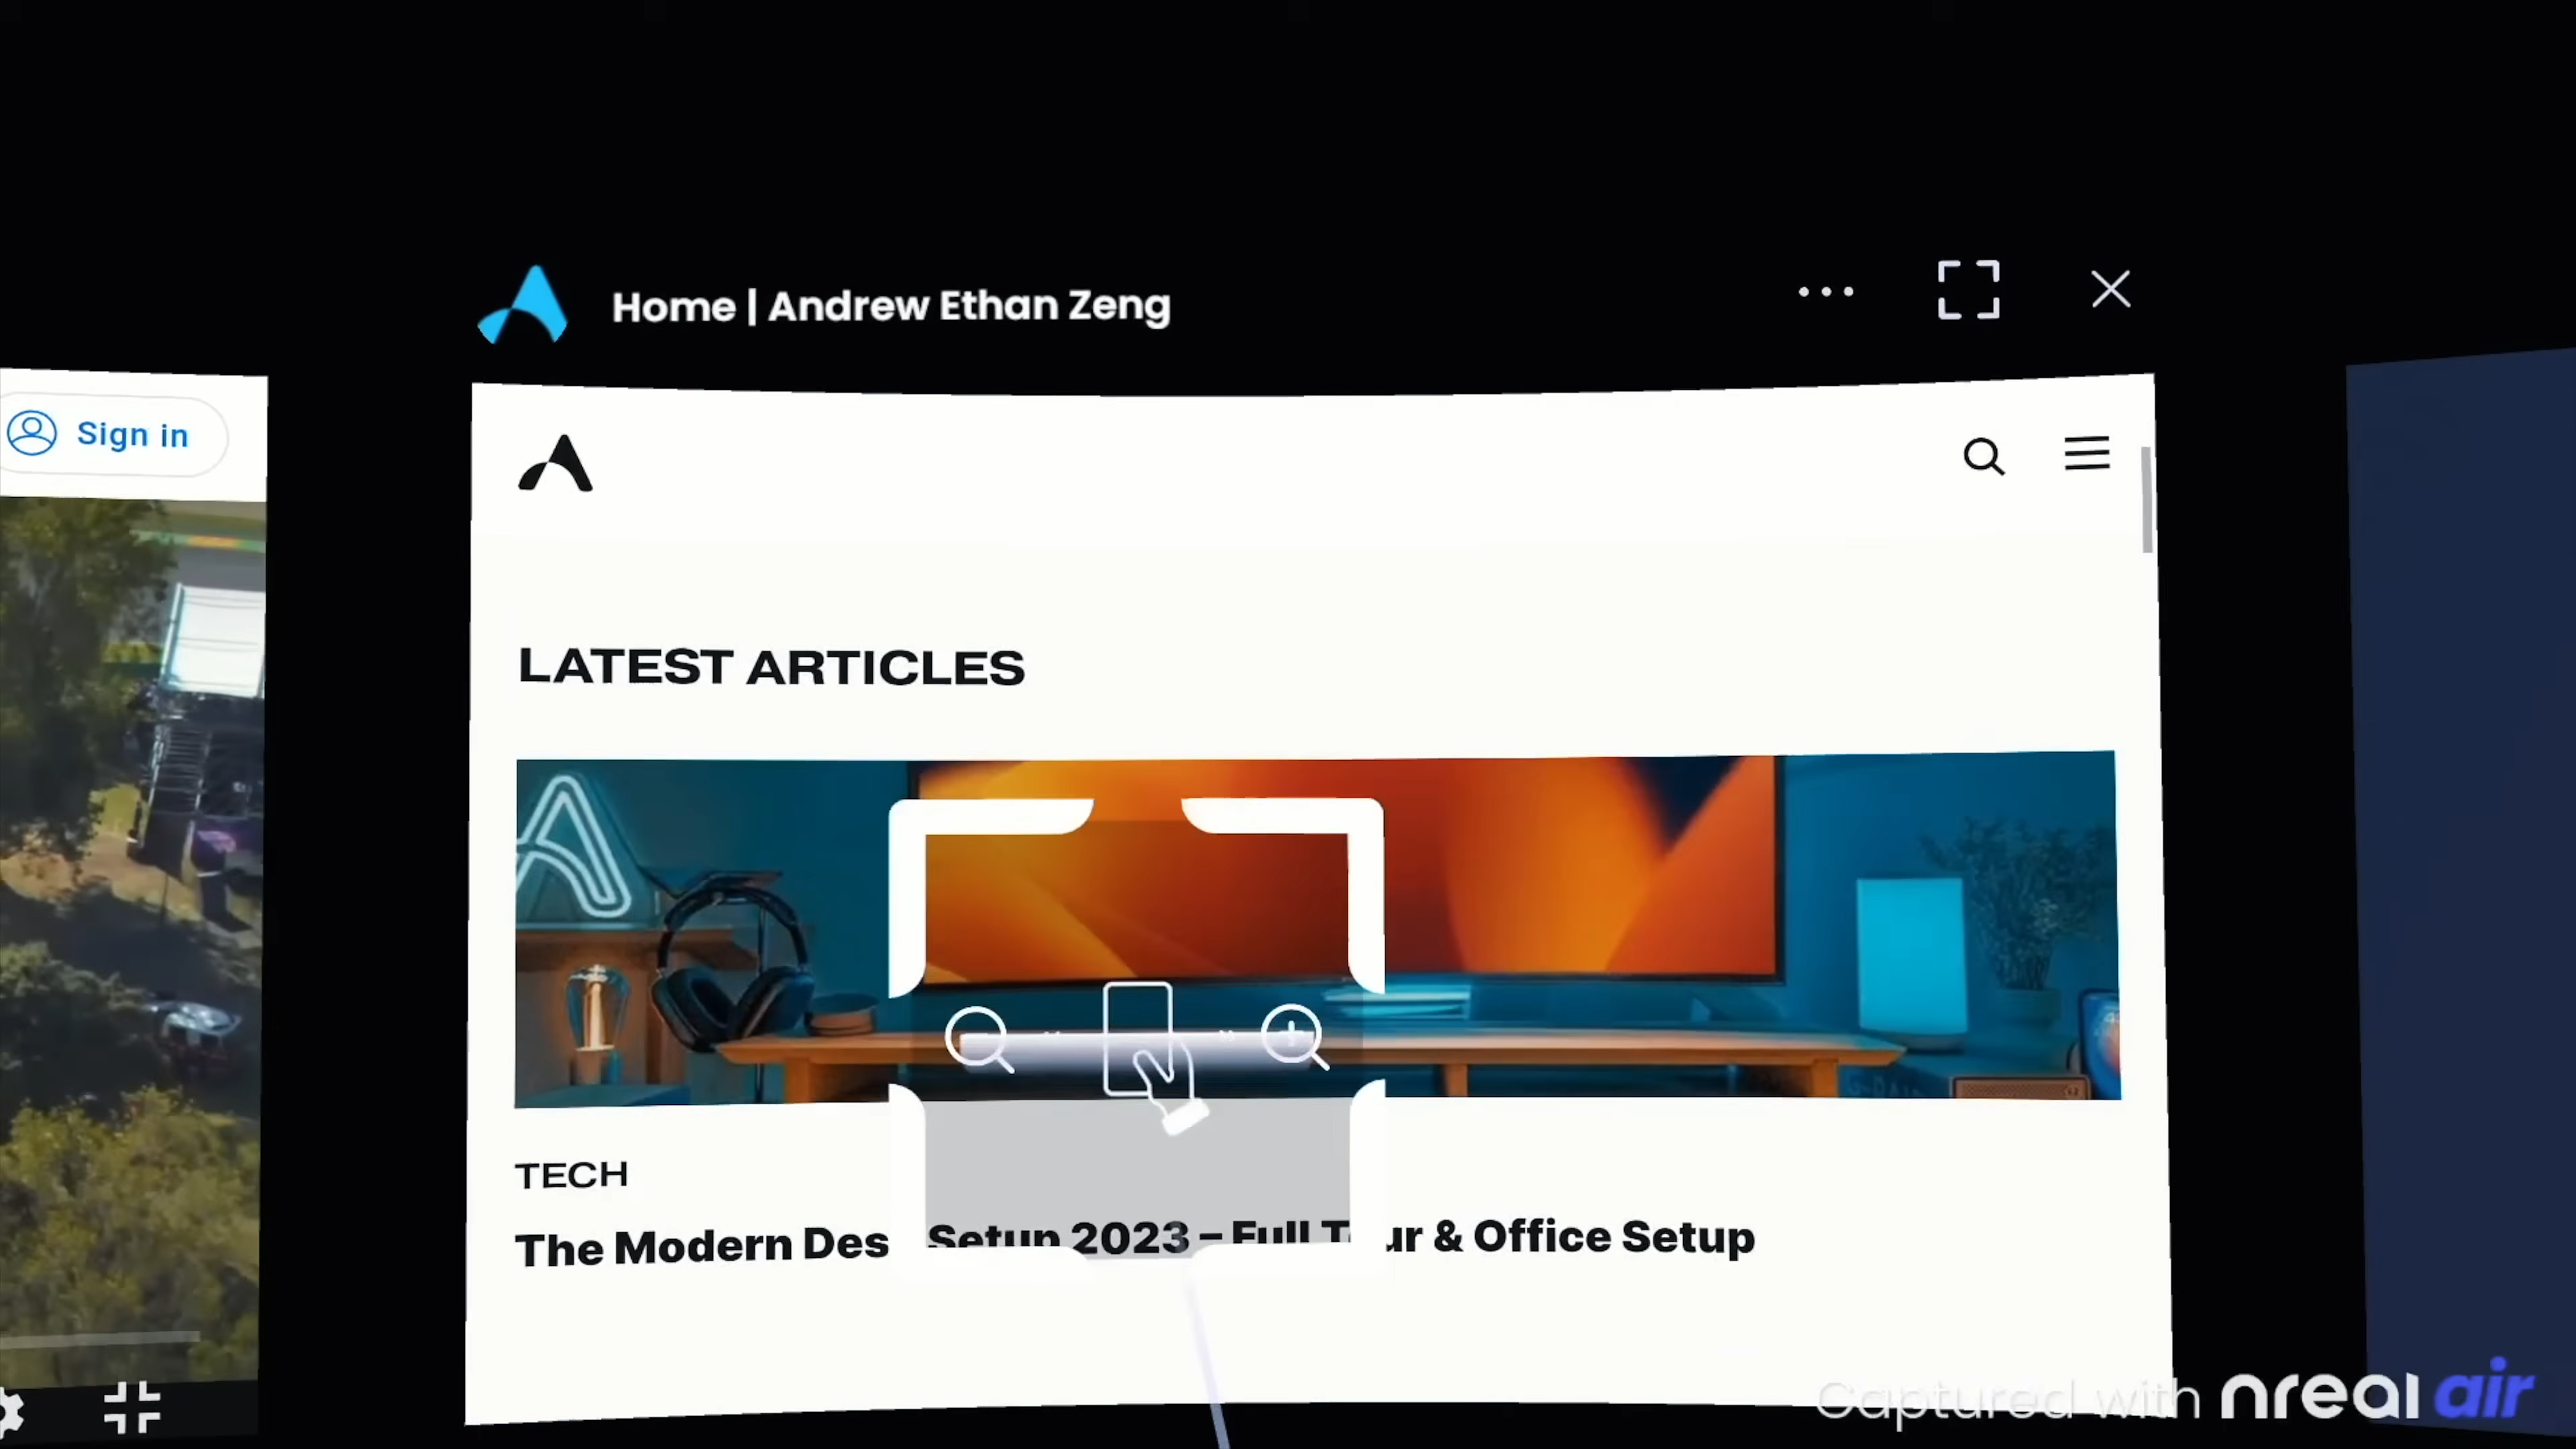 Home | Andrew Ethan Zeng
Sign in
LATEST ARTICLES
TECH
The Modern Des Setup 2023 – Full T ur & Office Setup
Captured with nreal air